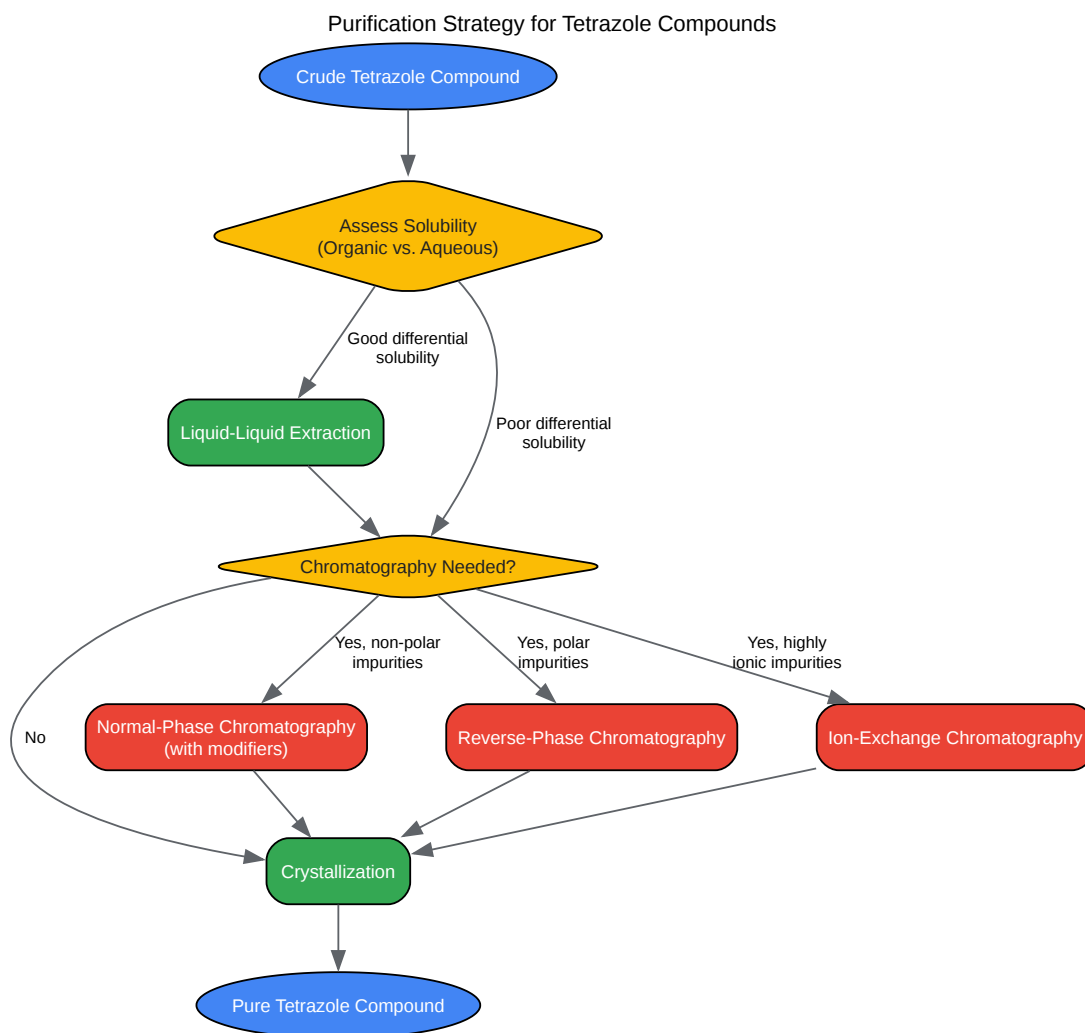 Purification Strategy for Tetrazole Compounds
Crude Tetrazole Compound
Assess Solubility
(Organic vs. Aqueous)
Good differential
solubility
Liquid-Liquid Extraction
Poor differential
solubility
Chromatography Needed?
Yes, non-polar
impurities
Yes, polar
impurities
Yes, highly
ionic impurities
No
Normal-Phase Chromatography
(with modifiers)
Reverse-Phase Chromatography
Ion-Exchange Chromatography
Crystallization
Pure Tetrazole Compound